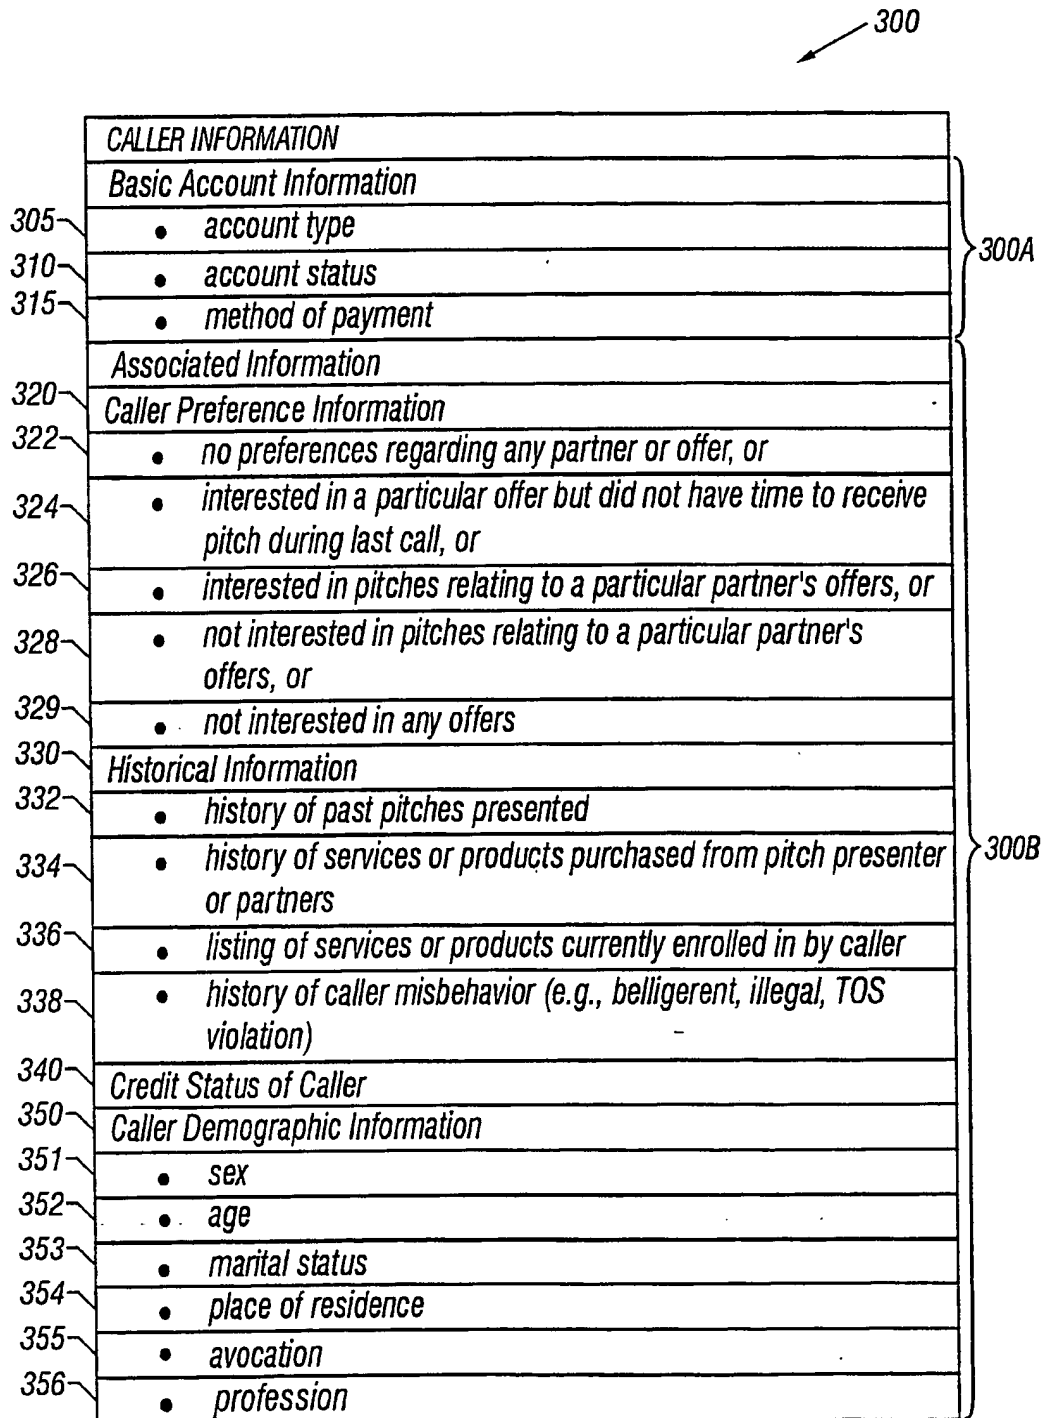 300
CALLER INFORMATION
Basic Account Information
305 • account type
300A
310 • account status
315 • method of payment
Associated Information
320 Caller Preference Information
322 • no preferences regarding any partner or offer, or
324 • interested in a particular offer but did not have time to receive
pitch during last call, or
326 • interested in pitches relating to a particular partner's offers, or
328 • not interested in pitches relating to a particular partner's
offers, or
329 • not interested in any offers
330 Historical Information
332 • history of past pitches presented
334 • history of services or products purchased from pitch presenter
300B
or partners
336 • listing of services or products currently enrolled in by caller
338 • history of caller misbehavior (e.g., belligerent, illegal, TOS
violation)
340 Credit Status of Caller
350 Caller Demographic Information
351 • sex
352 • age
353 • marital status
354 • place of residence
355 • avocation
356 • profession